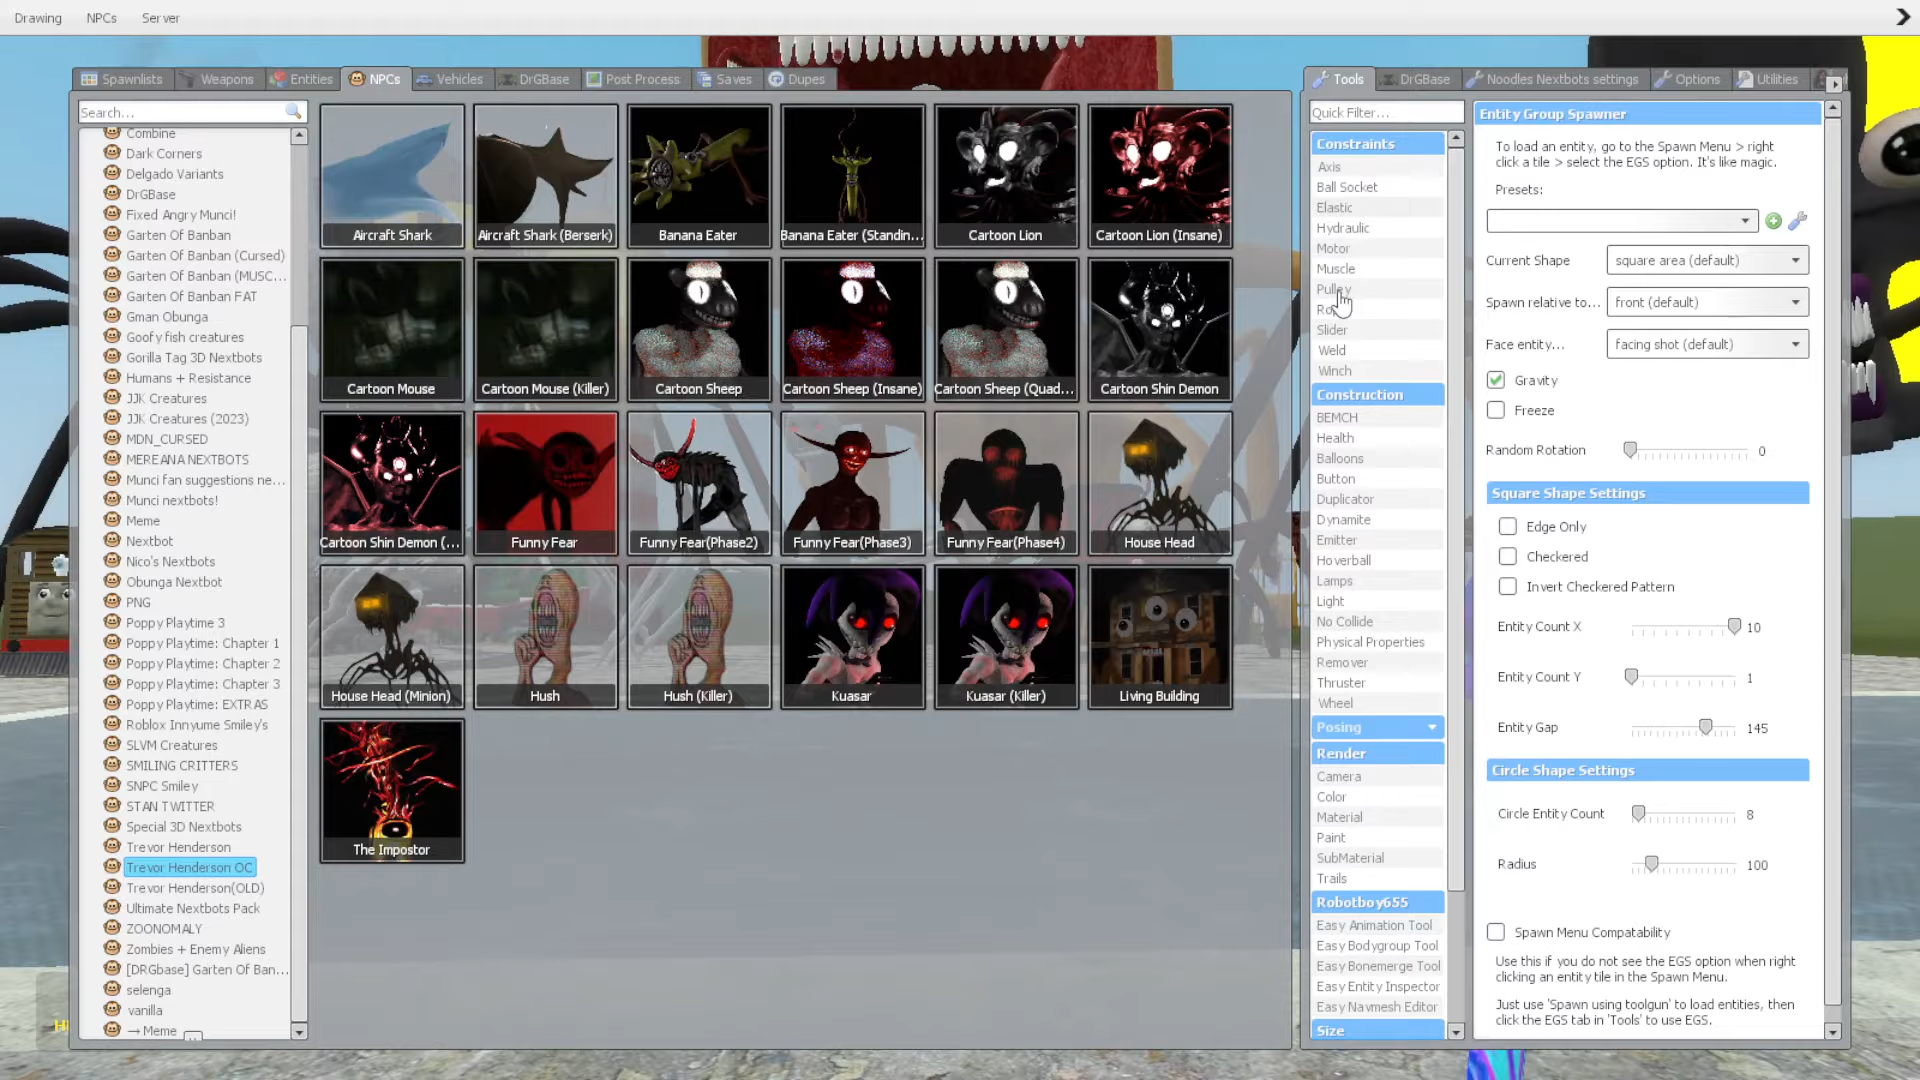 Drawing NPCs Server
Spawnlists Weapons Entities NPCs Vehicles DrGBase Post Process Saves Dupes
Search...
Combine
Dark Corners
Delgado Variants
DrGBase
Fixed Angry Munci!
Garten Of Banban
Garten Of Banban (Cursed)
Garten Of Banban (MUSC...
Garten Of Banban FAT
Gman Obunga
Goofy fish creatures
Gorilla Tag 3D Nextbots
Humans + Resistance
JJK Creatures
JJK Creatures (2023)
MDN_CURSED
MEREANA NEXTBOTS
Munci fan suggestions ne...
Munci nextbots!
Meme
Nextbot
Nico's Nextbots
Obunga Nextbot
PNG
Poppy Playtime 3
Poppy Playtime: Chapter 1
Poppy Playtime: Chapter 2
Poppy Playtime: Chapter 3
Poppy Playtime: EXTRAS
Roblox Innyume Smiley's
SLVM Creatures
SMILING CRITTERS
SNPC Smiley
STAN TWITTER
Special 3D Nextbots
Trevor Henderson
Trevor Henderson OC
Trevor Henderson(OLD)
Ultimate Nextbots Pack
ZOONOMALY
Zombies + Enemy Aliens
[DRGbase] Garten Of Ban...
selenga
vanilla
→ Meme
Aircraft Shark Aircraft Shark (Berserk) Banana Eater Banana Eater (Standin... Cartoon Lion Cartoon Lion (Insane)
Cartoon Mouse Cartoon Mouse (Killer) Cartoon Sheep Cartoon Sheep (Insane) Cartoon Sheep (Quad... Cartoon Shin Demon
Cartoon Shin Demon (... Funny Fear Funny Fear(Phase2) Funny Fear(Phase3) Funny Fear(Phase4) House Head
House Head (Minion) Hush Hush (Killer) Kuasar Kuasar (Killer) Living Building
The Impostor
Tools DrGBase Noodles Nextbots settings Options Utilities
Quick Filter...
Constraints
Axis
Ball Socket
Elastic
Hydraulic
Motor
Muscle
Pulley
Slider
Weld
Winch
Construction
BEMCH
Health
Balloons
Button
Duplicator
Dynamite
Emitter
Hoverball
Lamps
Light
No Collide
Physical Properties
Remover
Thruster
Wheel
Posing
Render
Camera
Color
Material
Paint
SubMaterial
Trails
Robotboy655
Easy Animation Tool
Easy Bodygroup Tool
Easy Bonemerge Tool
Easy Entity Inspector
Easy Navmesh Editor
Size
Entity Group Spawner
To load an entity, go to the Spawn Menu > right
click a tile > select the EGS option. It's like magic.
Presets:
Current Shape square area (default)
Spawn relative to... front (default)
Face entity... facing shot (default)
Gravity
Freeze
Random Rotation 0
Square Shape Settings
Edge Only
Checkered
Invert Checkered Pattern
Entity Count X 10
Entity Count Y 1
Entity Gap 145
Circle Shape Settings
Circle Entity Count 8
Radius 100
Spawn Menu Compatability
Use this if you do not see the EGS option when right
clicking an entity tile in the Spawn Menu.
Just use 'Spawn using toolgun' to load entities, then
click the EGS tab in 'Tools' to use EGS.